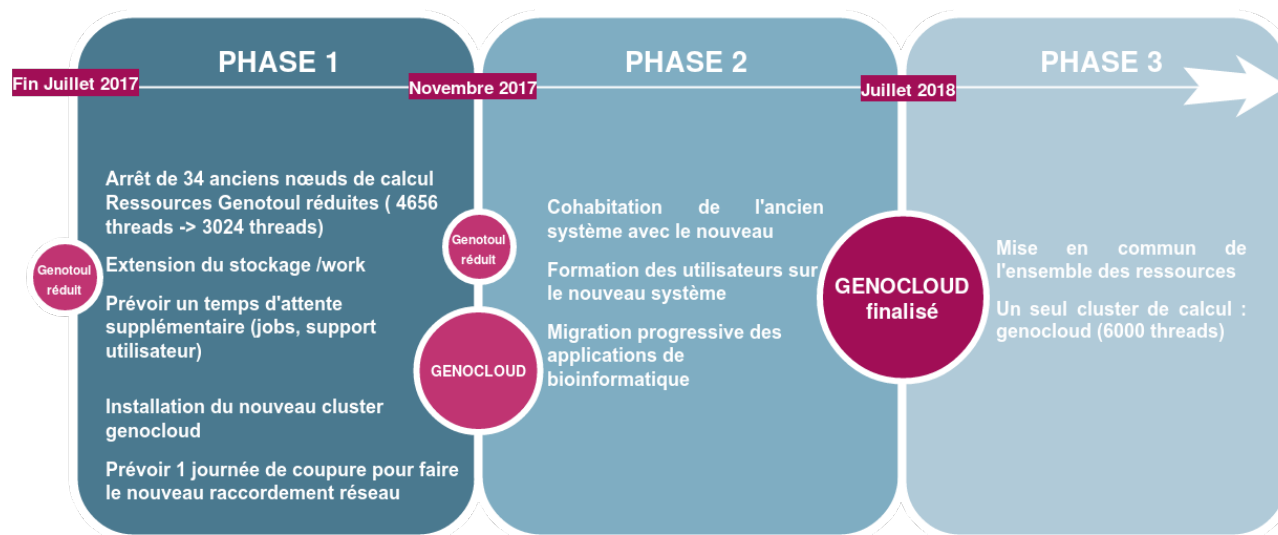 PHASE 1
PHASE 2
PHASE 3
Fin Juillet 2017
Novembre 2017
Juillet 2018
Arrêt de 34 anciens nœuds de calcul
Ressources Genotoul réduites ( 4656
threads -> 3024 threads)
Extension du stockage /work
Prévoir un temps d'attente
supplémentaire (jobs, support
utilisateur)
Installation du nouveau cluster
genocloud
Prévoir 1 journée de coupure pour faire
le nouveau raccordement réseau
Genotoul
réduit
Genotoul
réduit
GENOCLOUD
Cohabitation de l'ancien
système avec le nouveau
Formation des utilisateurs sur
le nouveau système
Migration progressive des
applications de
bioinformatique
GENOCLOUD
finalisé
Mise en commun de
l'ensemble des ressources
Un seul cluster de calcul :
genocloud (6000 threads)